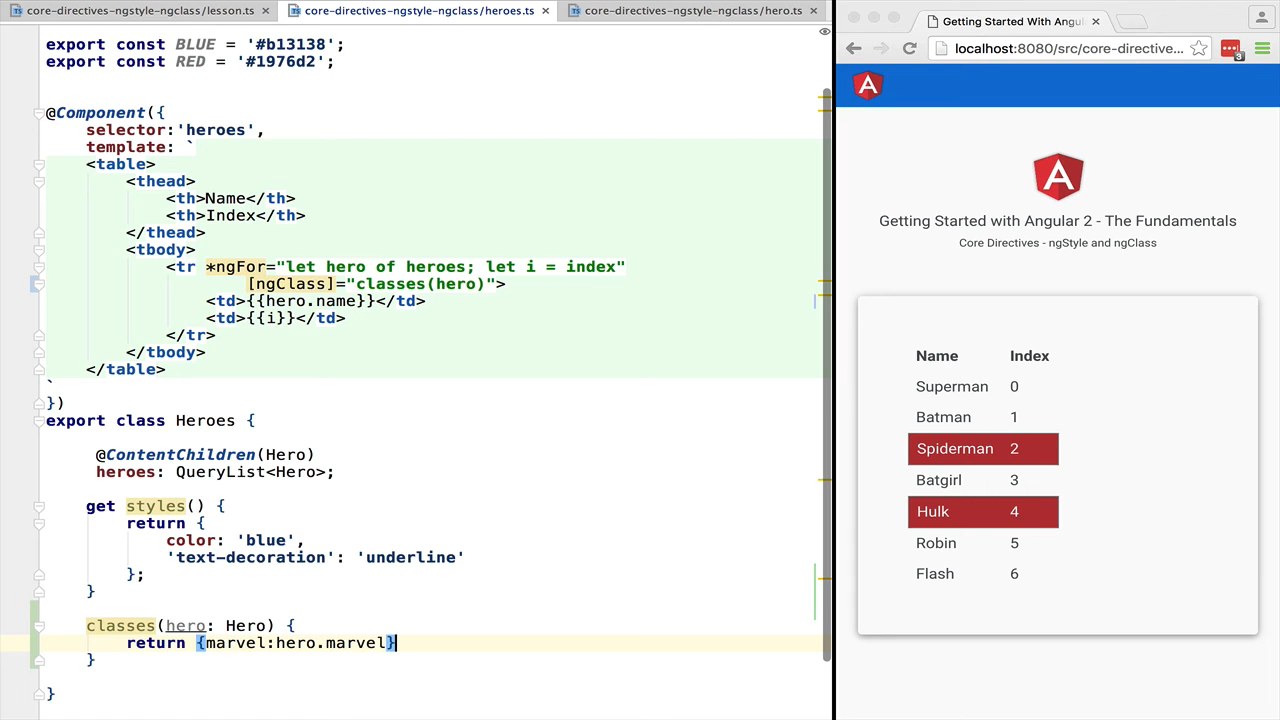 core-directives-ngstyle-ngclass/lesson.ts ×
core-directives-ngstyle-ngclass/heroes.ts ×
core-directives-ngstyle-ngclass/hero.ts ×
export const BLUE = '#b13138';
export const RED = '#1976d2';
@Component({
selector:'heroes',
template: `
<table>
<thead>
<th>Name</th>
<th>Index</th>
</thead>
<tbody>
<tr *ngFor="let hero of heroes; let i = index"
[ngClass]="classes(hero)">
<td>{{hero.name}}</td>
<td>{{i}}</td>
</tr>
</tbody>
</table>
`
})
export class Heroes {
@ContentChildren(Hero)
heroes: QueryList<Hero>;
get styles() {
return {
color: 'blue',
'text-decoration': 'underline'
};
}
classes(hero: Hero) {
return {marvel:hero.marvel}
}
}
Getting Started With Angul ×
localhost:8080/src/core-directive...
3
Getting Started with Angular 2 - The Fundamentals
Core Directives - ngStyle and ngClass
Name Index
Superman 0
Batman 1
Spiderman 2
Batgirl 3
Hulk 4
Robin 5
Flash 6